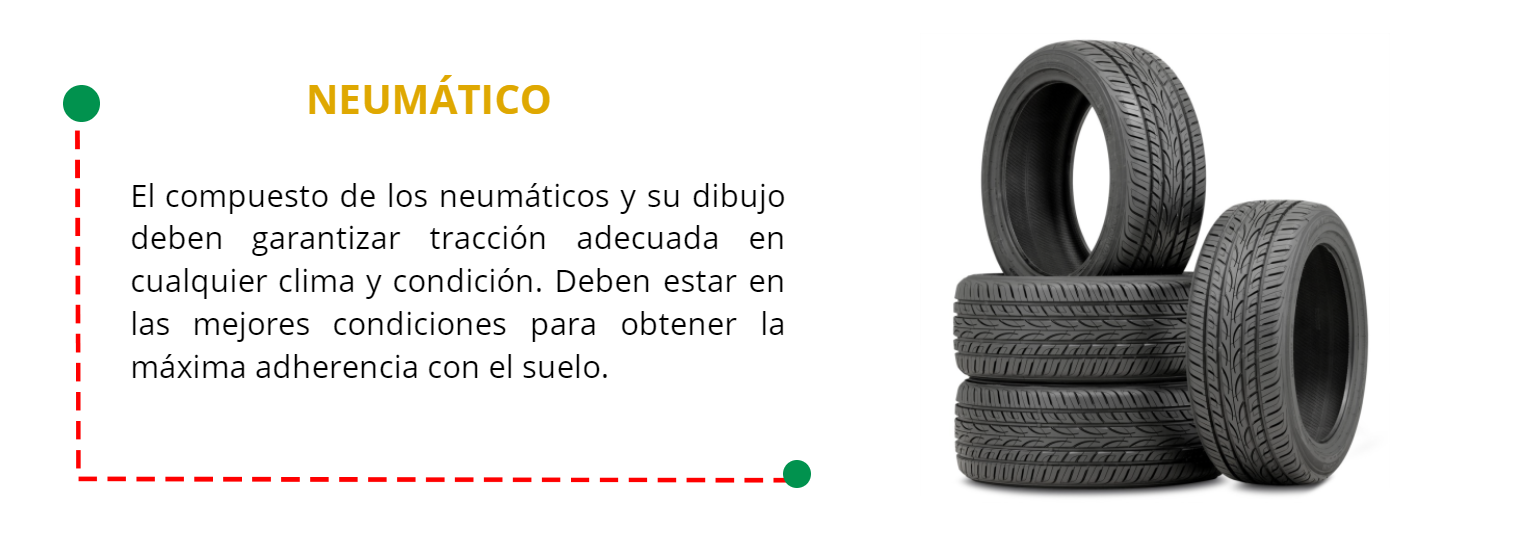 NEUMÁTICO
El compuesto de los neumáticos y su dibujo
deben garantizar tracción adecuada en
cualquier clima y condición. Deben estar en
las mejores condiciones para obtener la
máxima adherencia con el suelo.